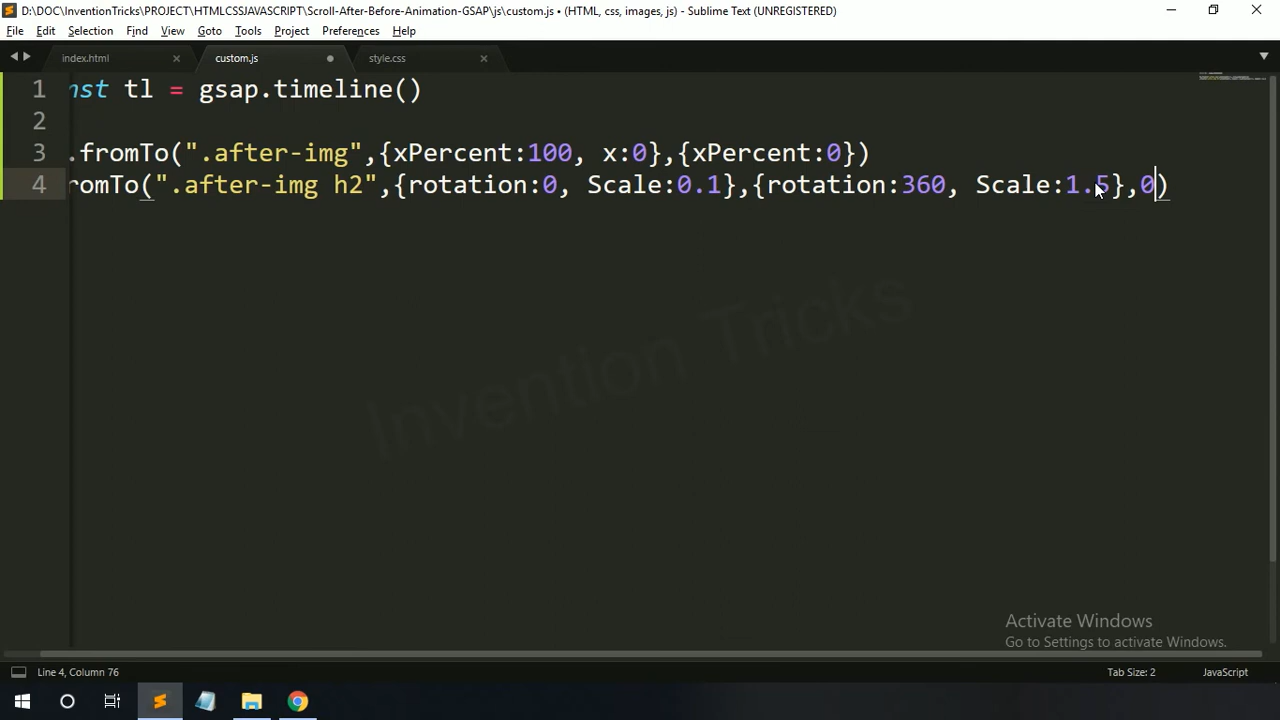 D:\DOC\InventionTricks\PROJECT\HTMLCSSJAVASCRIPT\Scroll-After-Before-Animation-GSAP\js\custom.js • (HTML, css, images, js) - Sublime Text (UNREGISTERED)
File Edit Selection Find View Goto Tools Project Preferences Help
index.html custom.js style.css
1 nst tl = gsap.timeline()
2
3 .fromTo(".after-img",{xPercent:100, x:0},{xPercent:0})
4 romTo(".after-img h2",{rotation:0, Scale:0.1},{rotation:360, Scale:1.5},0)
Invention Tricks
Activate Windows
Go to Settings to activate Windows.
Line 4, Column 76 Tab Size: 2 JavaScript